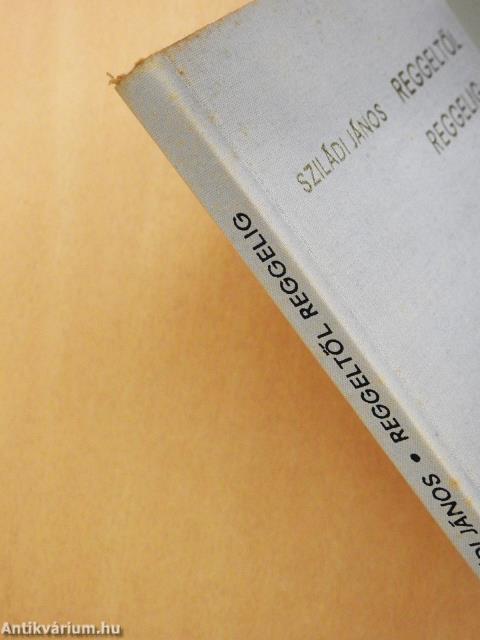 SZILÁDI JÁNOS REGGELTŐL
REGGELIG
JÁNOS • REGGELTŐL REGGELIG
Antikvárium.hu